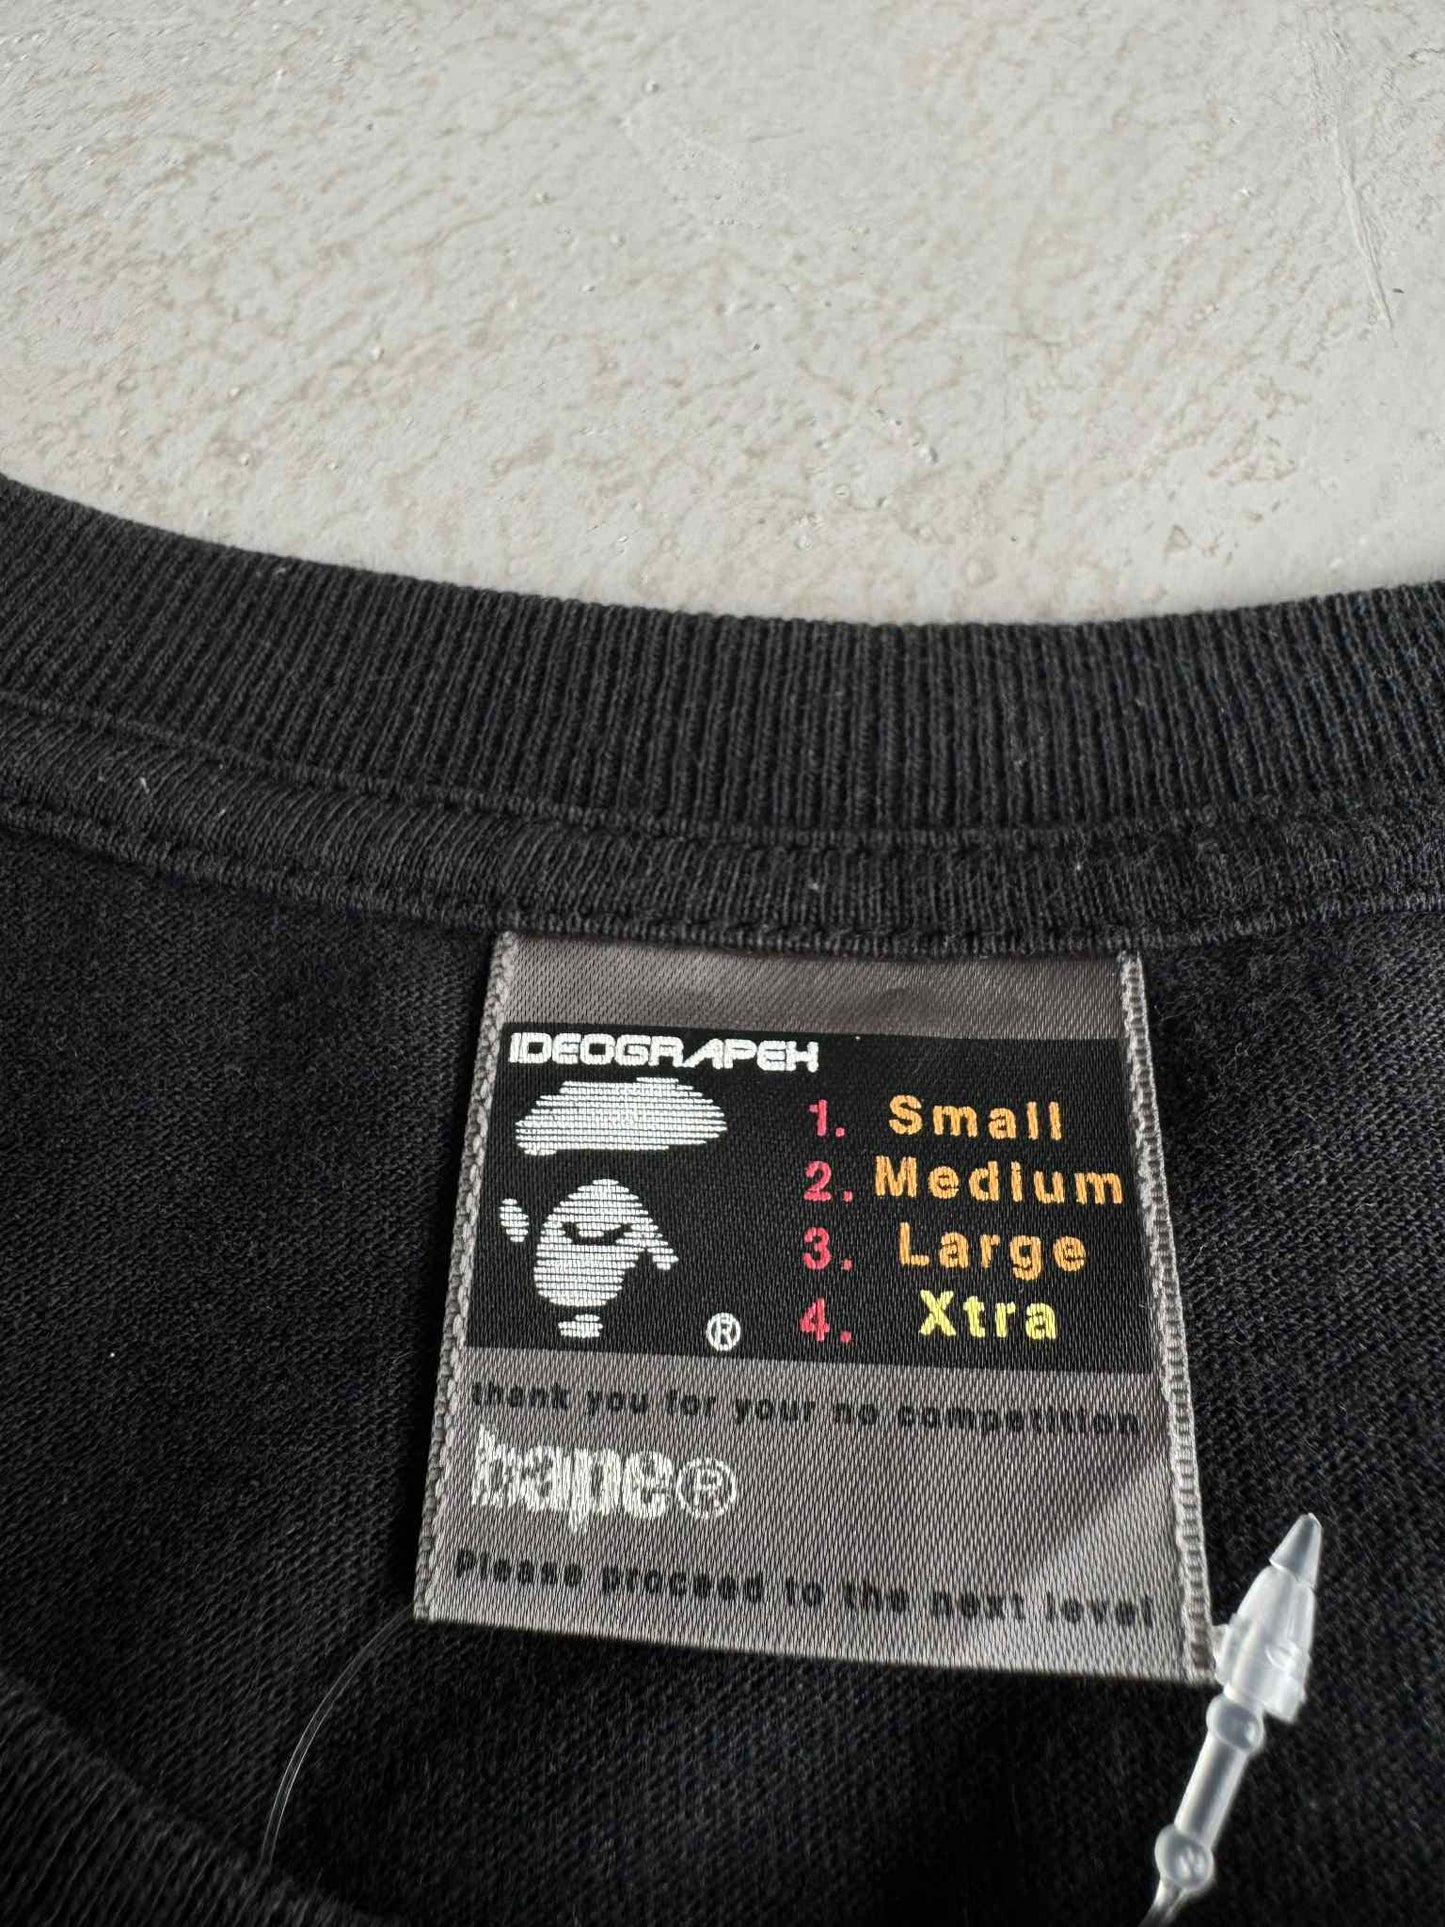 IDEOGRAPEH
1. Small
2. Medium
3. Large
4. Xtra
®
thank you for your no competition
bape®
Please proceed to the next level